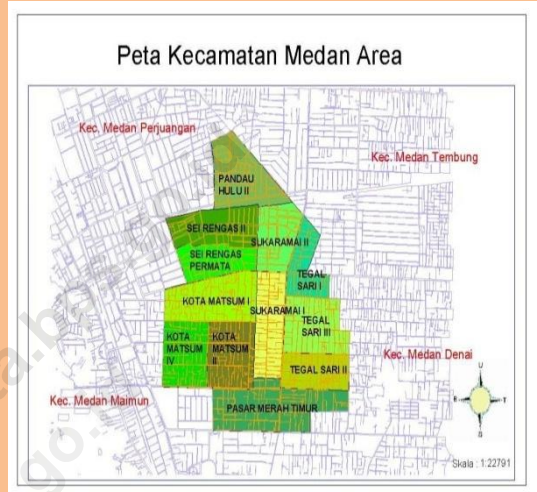 Peta Kecamatan Medan Area
Kec. Medan Perjuangan
Kec. Medan Tembung
PANDAU
HULU II
SEI RENGAS II
SUKARAMAI II
SEI RENGAS
PERMATA
TEGAL
SARI I
KOTA MATSUM I
SUKARAMAI I
TEGAL
SARI III
KOTA
MATSUM
IV
KOTA
MATSUM
II
Kec. Medan Denai
TEGAL SARI II
Kec. Medan Maimun
PASAR MERAH TIMUR
U
B
T
S
Skala : 1:22791